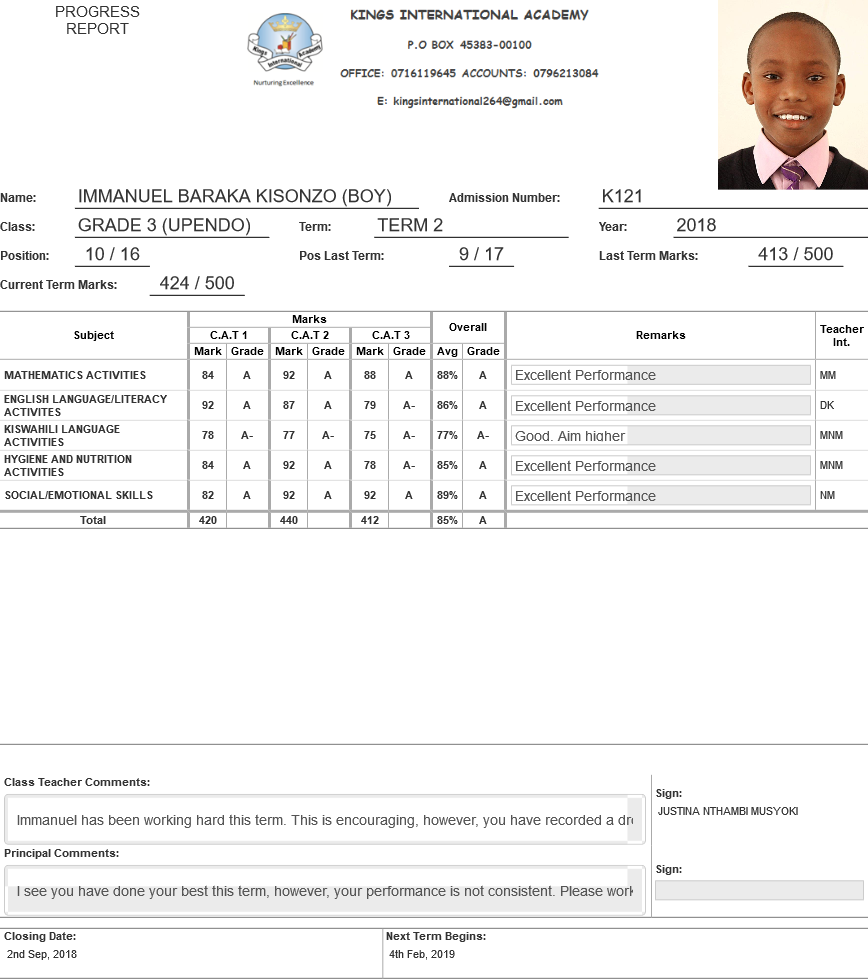 PROGRESS
REPORT
KINGS INTERNATIONAL ACADEMY
P.O BOX 45383-00100
OFFICE: 0716119645 ACCOUNTS: 0796213084
E: kingsinternational264@gmail.com
Kings Academy
International
Nurturing Excellence
Name: IMMANUEL BARAKA KISONZO (BOY) Admission Number: K121
Class: GRADE 3 (UPENDO) Term: TERM 2 Year: 2018
Position: 10 / 16 Pos Last Term: 9 / 17 Last Term Marks: 413 / 500
Current Term Marks: 424 / 500
Subject Marks Overall Remarks Teacher Int.
C.A.T 1 C.A.T 2 C.A.T 3
Mark Grade Mark Grade Mark Grade Avg Grade
MATHEMATICS ACTIVITIES 84 A 92 A 88 A 88% A Excellent Performance MM
ENGLISH LANGUAGE/LITERACY ACTIVITES 92 A 87 A 79 A- 86% A Excellent Performance DK
KISWAHILI LANGUAGE ACTIVITIES 78 A- 77 A- 75 A- 77% A- Good. Aim higher MNM
HYGIENE AND NUTRITION ACTIVITIES 84 A 92 A 78 A- 85% A Excellent Performance MNM
SOCIAL/EMOTIONAL SKILLS 82 A 92 A 92 A 89% A Excellent Performance NM
Total 420 440 412 85% A
Class Teacher Comments:
Immanuel has been working hard this term. This is encouraging, however, you have recorded a
Sign:
JUSTINA NTHAMBI MUSYOKI
Principal Comments:
I see you have done your best this term, however, your performance is not consistent. Please work
Sign:
Closing Date: Next Term Begins:
2nd Sep, 2018 4th Feb, 2019